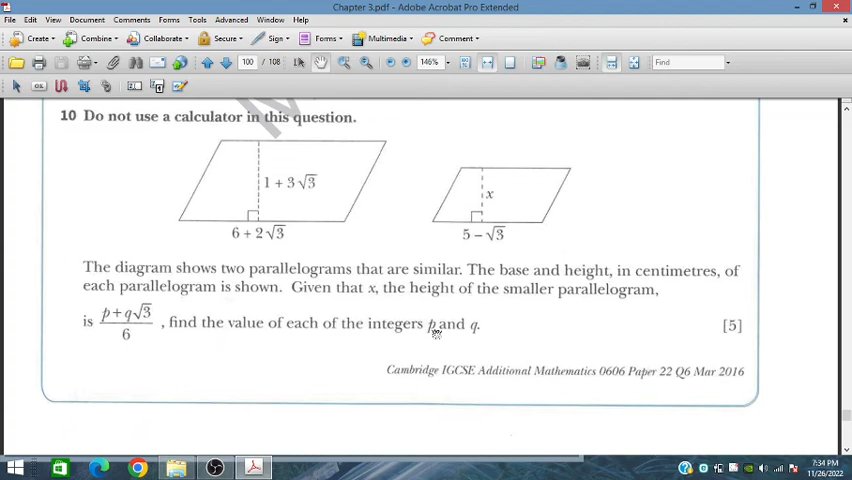 Chapter 3.pdf - Adobe Acrobat Pro Extended
File Edit View Document Comments Forms Tools Advanced Window Help
Create Combine Collaborate Secure Sign Forms Multimedia Comment
100 / 108 146% Find
10 Do not use a calculator in this question.
1 + 3√3
x
6 + 2√3
5 − √3
The diagram shows two parallelograms that are similar. The base and height, in centimetres, of
each parallelogram is shown. Given that x, the height of the smaller parallelogram,
is (p + q√3)/6 , find the value of each of the integers p and q. [5]
Cambridge IGCSE Additional Mathematics 0606 Paper 22 Q6 Mar 2016
7:34 PM
11/26/2022